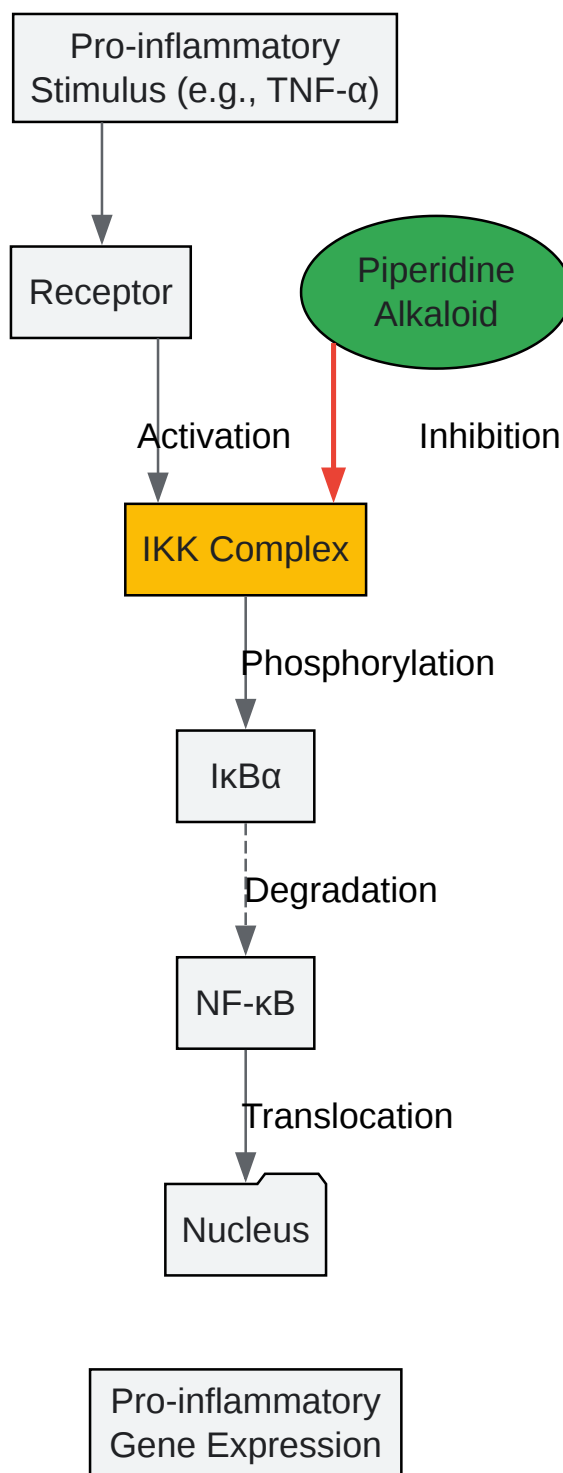 Pro-inflammatory
Stimulus (e.g., TNF-α)
Receptor
Piperidine
Alkaloid
Activation
Inhibition
IKK Complex
Phosphorylation
IκBα
Degradation
NF-κB
Translocation
Nucleus
Pro-inflammatory
Gene Expression